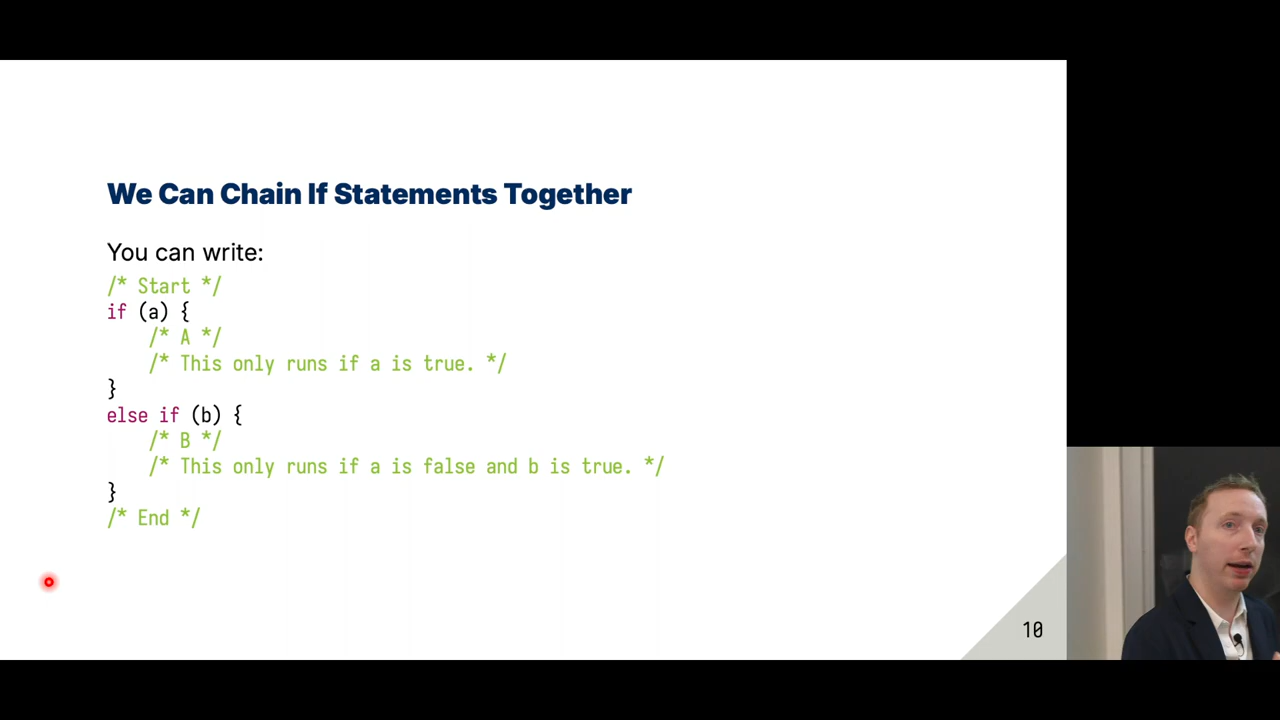 We Can Chain If Statements Together
You can write:
/* Start */
if (a) {
    /* A */
    /* This only runs if a is true. */
}
else if (b) {
    /* B */
    /* This only runs if a is false and b is true. */
}
/* End */
10